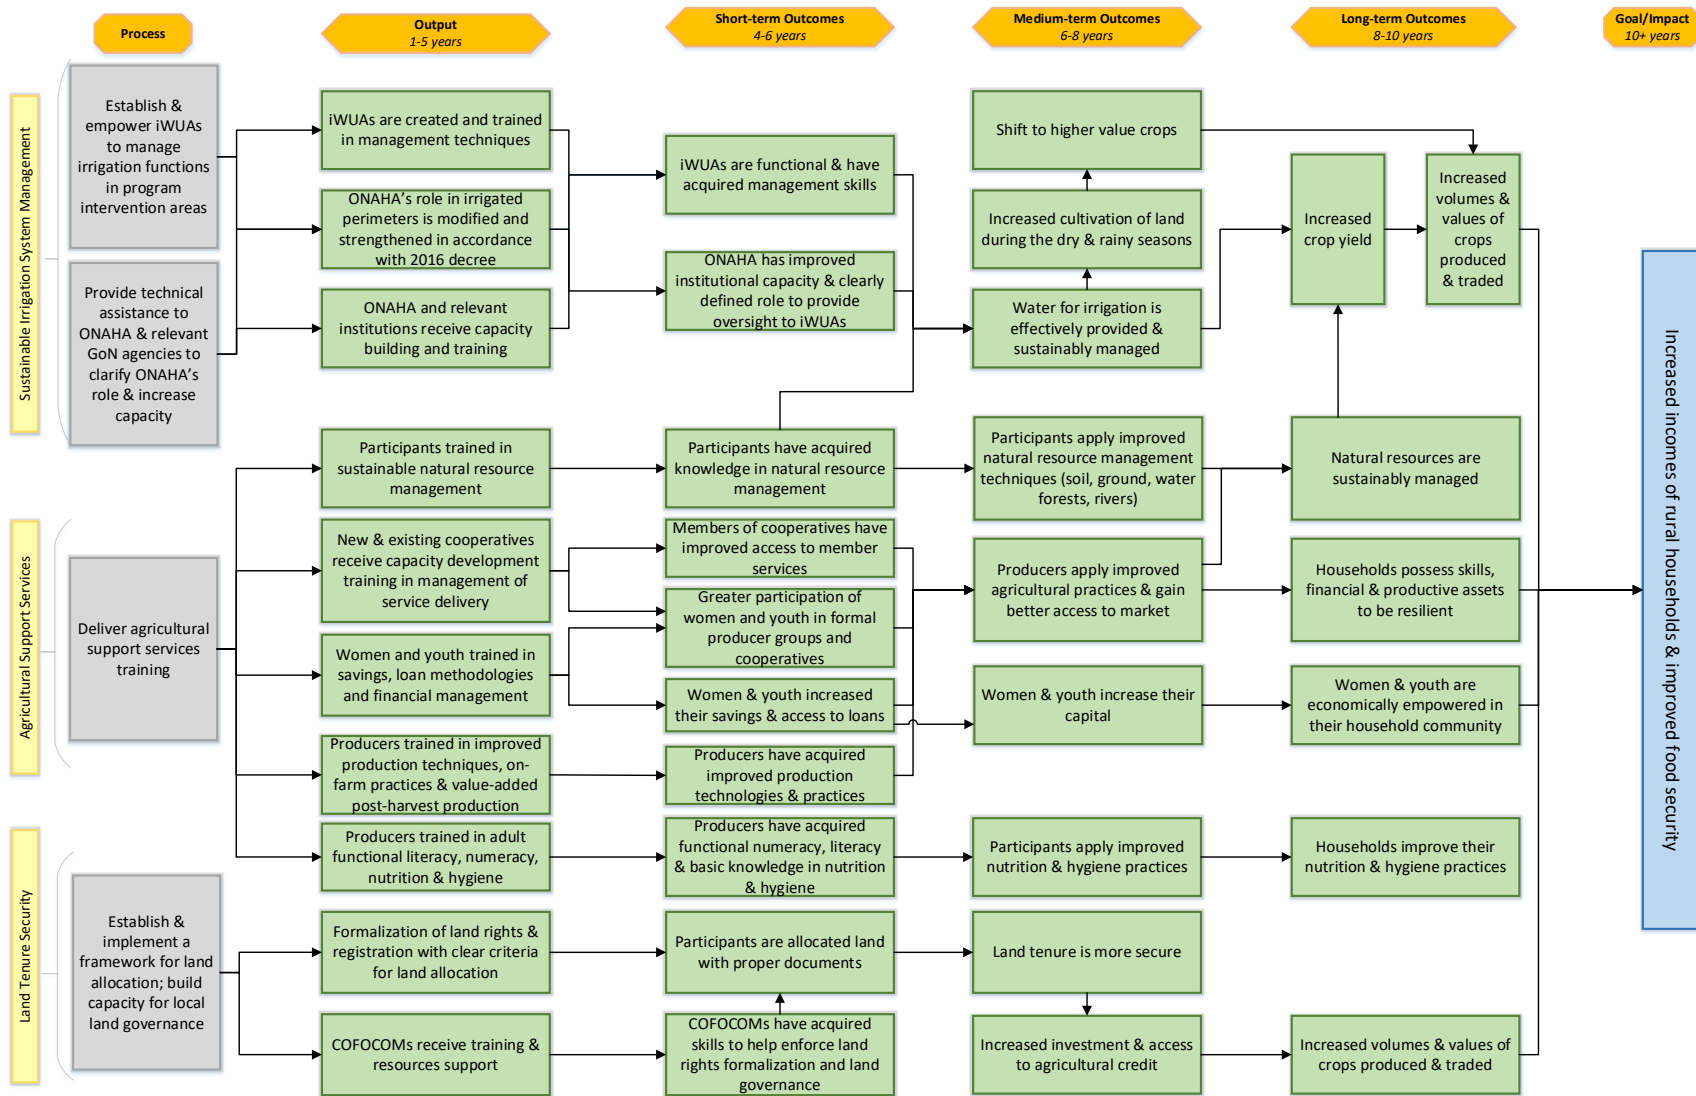 Process
Output
1-5 years
Short-term Outcomes
4-6 years
Medium-term Outcomes
6-8 years
Long-term Outcomes
8-10 years
Goal/Impact
10+ years
Sustainable Irrigation System Management
Establish &
empower iWUAs
to manage
irrigation functions
in program
intervention areas
Provide technical
assistance to
ONAHA & relevant
GoN agencies to
clarify ONAHA’s
role & increase
capacity
iWUAs are created and trained
in management techniques
ONAHA’s role in irrigated
perimeters is modified and
strengthened in accordance
with 2016 decree
ONAHA and relevant
institutions receive capacity
building and training
iWUAs are functional & have
acquired management skills
ONAHA has improved
institutional capacity & clearly
defined role to provide
oversight to iWUAs
Shift to higher value crops
Increased cultivation of land
during the dry & rainy seasons
Water for irrigation is
effectively provided &
sustainably managed
Increased
crop yield
Increased
volumes &
values of
crops
produced
& traded
Agricultural Support Services
Deliver agricultural
support services
training
Participants trained in
sustainable natural resource
management
New & existing cooperatives
receive capacity development
training in management of
service delivery
Women and youth trained in
savings, loan methodologies
and financial management
Producers trained in improved
production techniques, on-
farm practices & value-added
post-harvest production
Producers trained in adult
functional literacy, numeracy,
nutrition & hygiene
Participants have acquired
knowledge in natural resource
management
Members of cooperatives have
improved access to member
services
Greater participation of
women and youth in formal
producer groups and
cooperatives
Women & youth increased
their savings & access to loans
Producers have acquired
improved production
technologies & practices
Producers have acquired
functional numeracy, literacy
& basic knowledge in nutrition
& hygiene
Participants apply improved
natural resource management
techniques (soil, ground, water
forests, rivers)
Producers apply improved
agricultural practices & gain
better access to market
Women & youth increase their
capital
Participants apply improved
nutrition & hygiene practices
Natural resources are
sustainably managed
Households possess skills,
financial & productive assets
to be resilient
Women & youth are
economically empowered in
their household community
Households improve their
nutrition & hygiene practices
Land Tenure Security
Establish &
implement a
framework for land
allocation; build
capacity for local
land governance
Formalization of land rights &
registration with clear criteria
for land allocation
COFOCOMs receive training &
resources support
Participants are allocated land
with proper documents
COFOCOMs have acquired
skills to help enforce land
rights formalization and land
governance
Land tenure is more secure
Increased investment & access
to agricultural credit
Increased volumes & values of
crops produced & traded
Increased incomes of rural households & improved food security